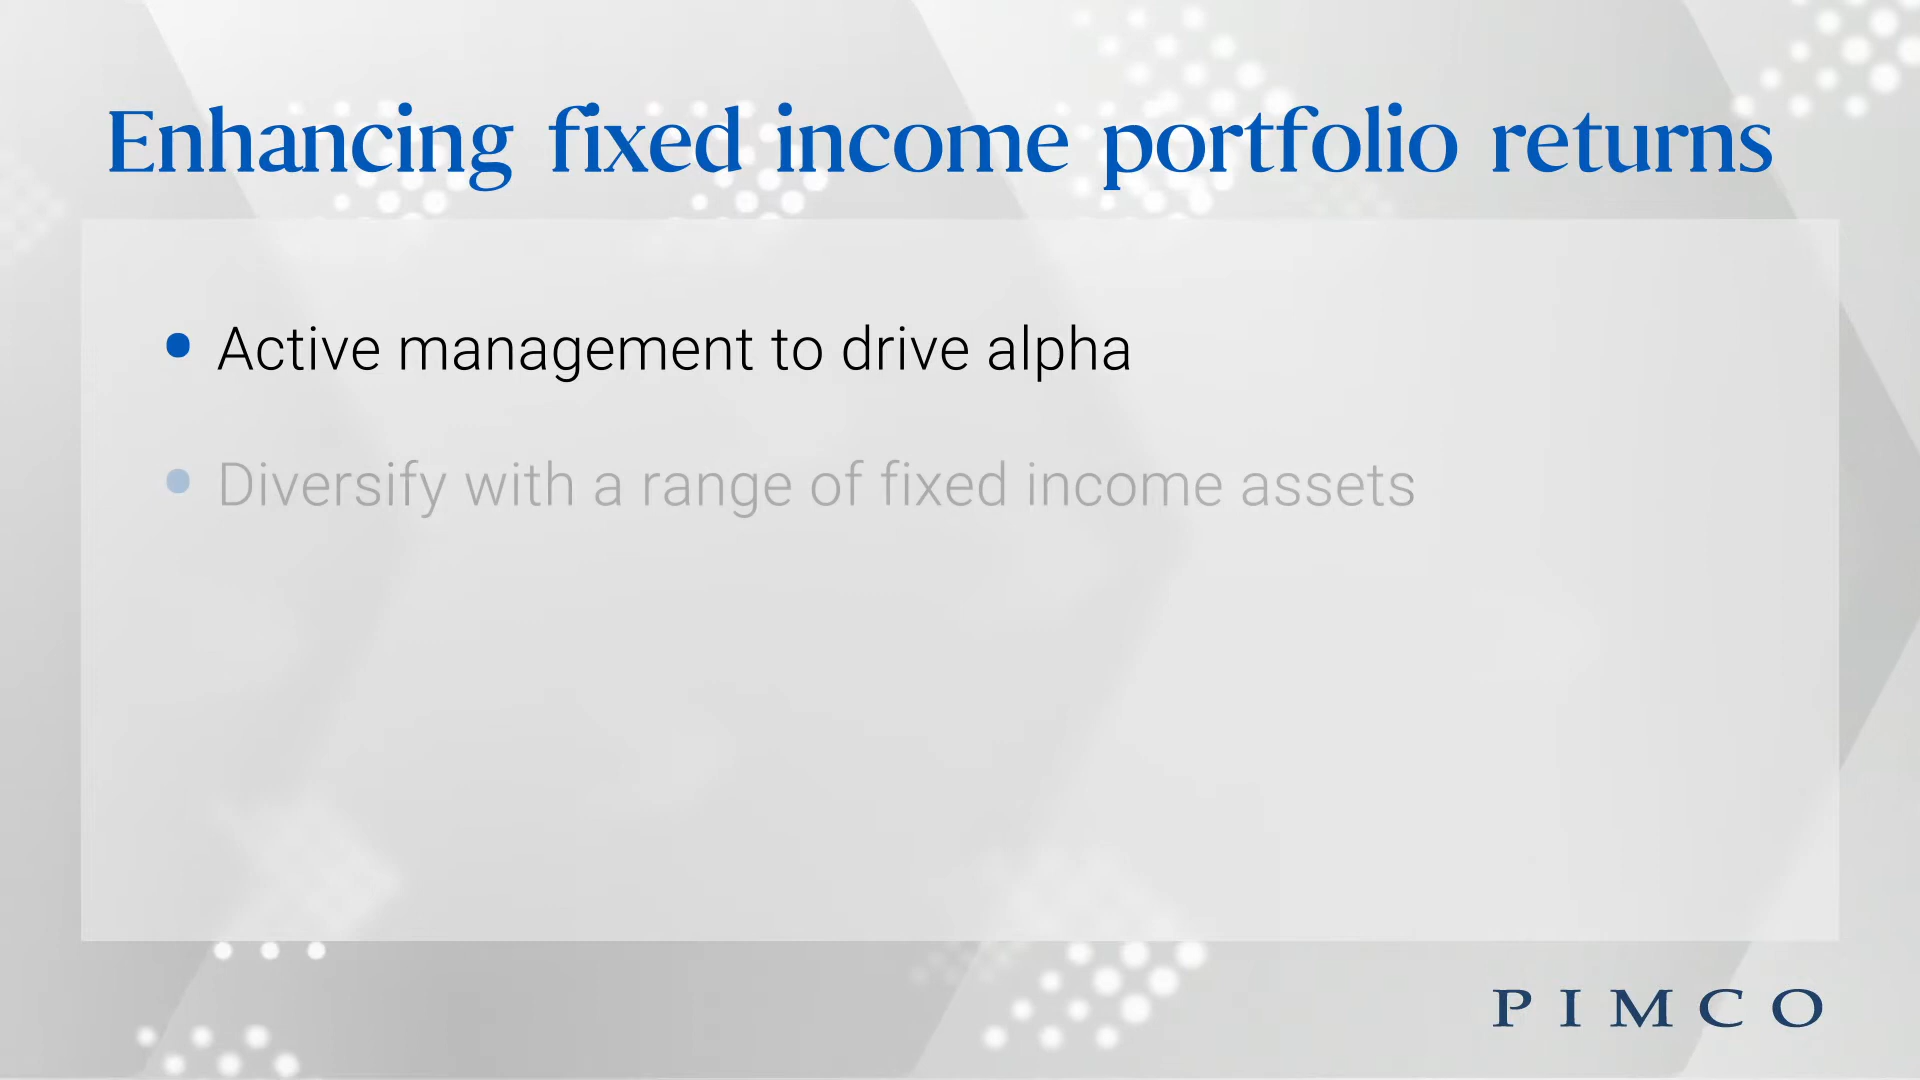 Enhancing fixed income portfolio returns
• Active management to drive alpha
• Diversify with a range of fixed income assets
PIMCO